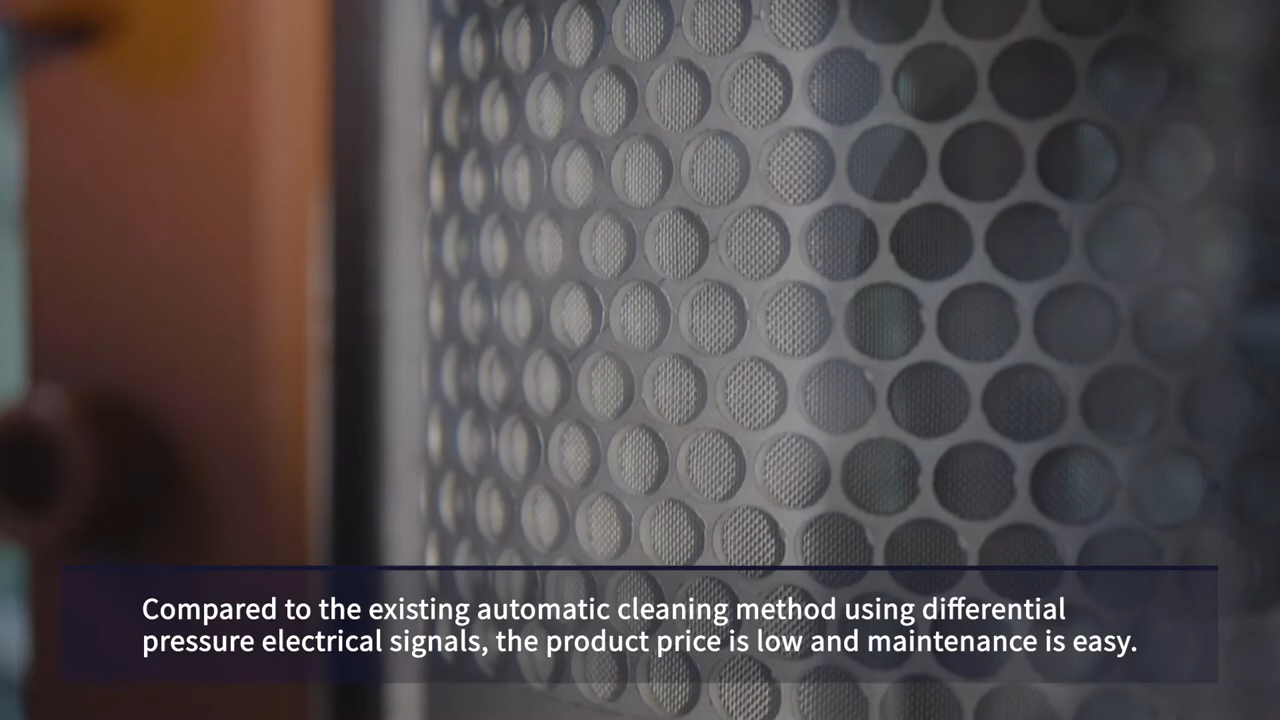 Compared to the existing automatic cleaning method using differential
pressure electrical signals, the product price is low and maintenance is easy.